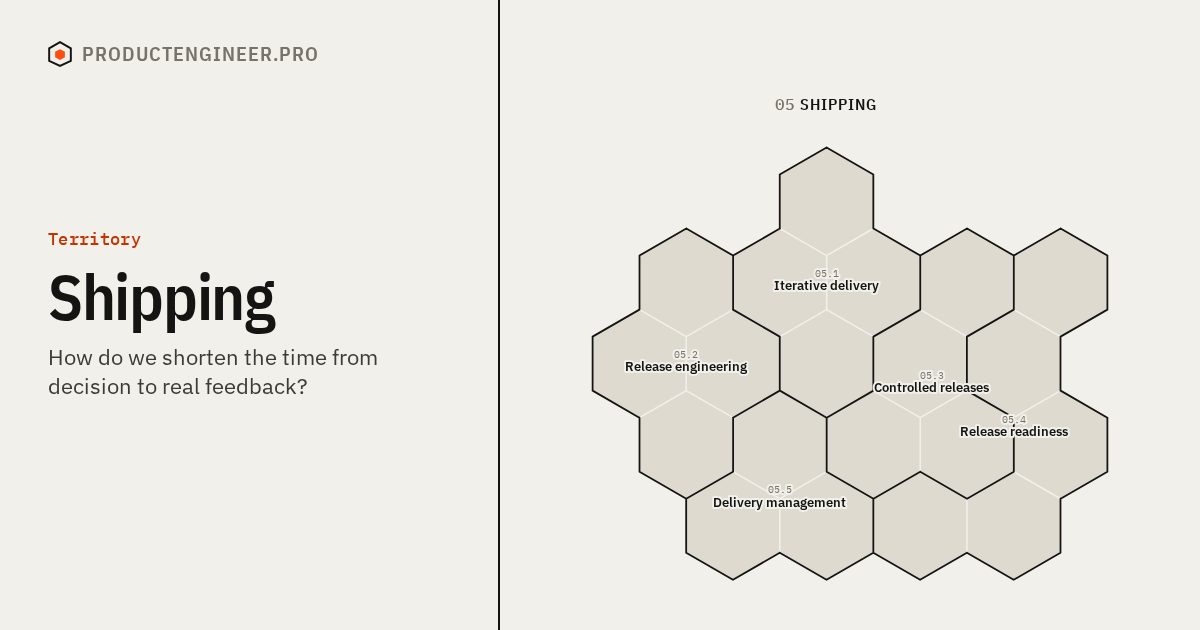 PRODUCTENGINEER.PRO
Territory
Shipping
How do we shorten the time from
decision to real feedback?
05 SHIPPING
05.1
Iterative delivery
05.2
Release engineering
05.3
Controlled releases
05.4
Release readiness
05.5
Delivery management